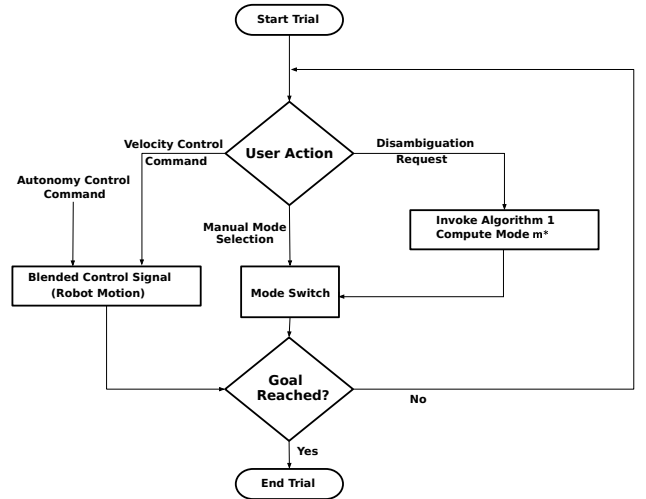 Start Trial
User Action
Velocity Control
Command
Disambiguation
Request
Autonomy Control
Command
Manual Mode
Selection
Invoke Algorithm 1
Compute Mode m*
Blended Control Signal
(Robot Motion)
Mode Switch
Goal
Reached?
No
Yes
End Trial